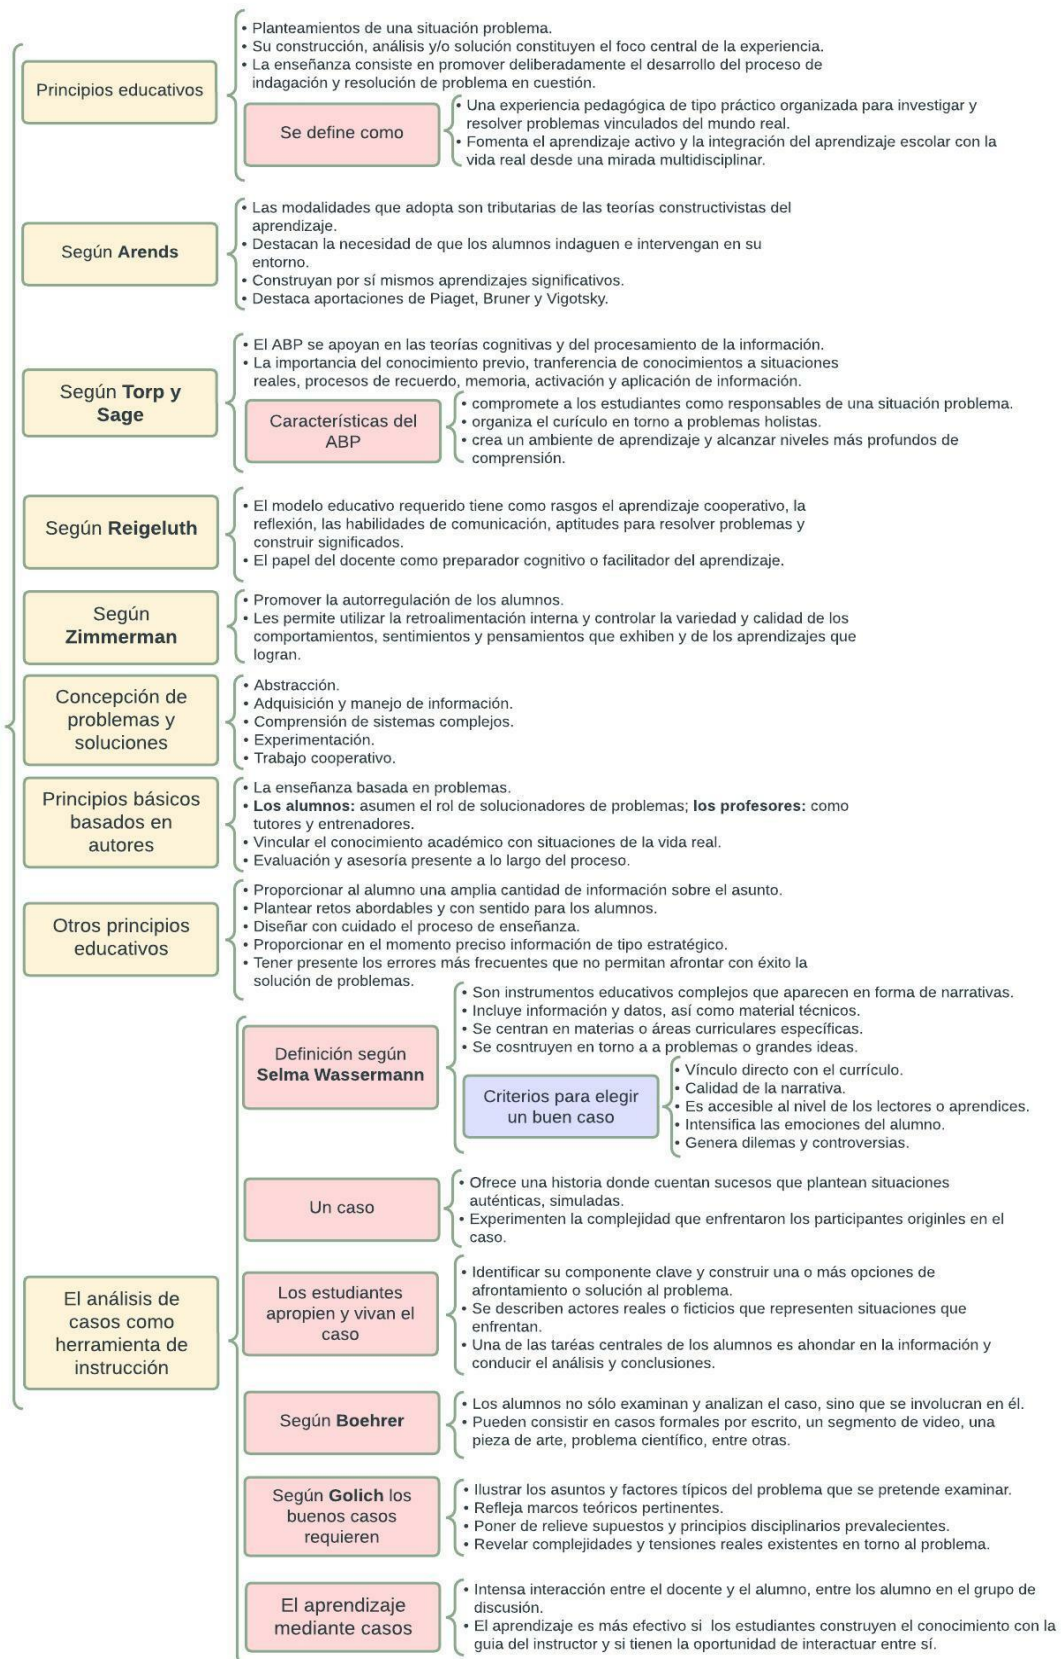 Principios educativos
• Planteamientos de una situación problema.
• Su construcción, análisis y/o solución constituyen el foco central de la experiencia.
• La enseñanza consiste en promover deliberadamente el desarrollo del proceso de
indagación y resolución de problema en cuestión.
Se define como
• Una experiencia pedagógica de tipo práctico organizada para investigar y
resolver problemas vinculados del mundo real.
• Fomenta el aprendizaje activo y la integración del aprendizaje escolar con la
vida real desde una mirada multidisciplinar.
Según Arends
• Las modalidades que adopta son tributarias de las teorías constructivistas del
aprendizaje.
• Destacan la necesidad de que los alumnos indaguen e intervengan en su
entorno.
• Construyan por sí mismos aprendizajes significativos.
• Destaca aportaciones de Piaget, Bruner y Vigotsky.
Según Torp y
Sage
• El ABP se apoyan en las teorías cognitivas y del procesamiento de la información.
• La importancia del conocimiento previo, tranferencia de conocimientos a situaciones
reales, procesos de recuerdo, memoria, activación y aplicación de información.
Características del
ABP
• compromete a los estudiantes como responsables de una situación problema.
• organiza el curículo en torno a problemas holistas.
• crea un ambiente de aprendizaje y alcanzar niveles más profundos de
comprensión.
Según Reigeluth
• El modelo educativo requerido tiene como rasgos el aprendizaje cooperativo, la
reflexión, las habilidades de comunicación, aptitudes para resolver problemas y
construir significados.
• El papel del docente como preparador cognitivo o facilitador del aprendizaje.
Según
Zimmerman
• Promover la autorregulación de los alumnos.
• Les permite utilizar la retroalimentación interna y controlar la variedad y calidad de los
comportamientos, sentimientos y pensamientos que exhiben y de los aprendizajes que
logran.
Concepción de
problemas y
soluciones
• Abstracción.
• Adquisición y manejo de información.
• Comprensión de sistemas complejos.
• Experimentación.
• Trabajo cooperativo.
Principios básicos
basados en
autores
• La enseñanza basada en problemas.
• Los alumnos: asumen el rol de solucionadores de problemas; los profesores: como
tutores y entrenadores.
• Vincular el conocimiento académico con situaciones de la vida real.
• Evaluación y asesoría presente a lo largo del proceso.
Otros principios
educativos
• Proporcionar al alumno una amplia cantidad de información sobre el asunto.
• Plantear retos abordables y con sentido para los alumnos.
• Diseñar con cuidado el proceso de enseñanza.
• Proporcionar en el momento preciso información de tipo estratégico.
• Tener presente los errores más frecuentes que no permitan afrontar con éxito la
solución de problemas.
El análisis de
casos como
herramienta de
instrucción
Definición según
Selma Wassermann
• Son instrumentos educativos complejos que aparecen en forma de narrativas.
• Incluye información y datos, así como material técnicos.
• Se centran en materias o áreas curriculares específicas.
• Se cosntruyen en torno a a problemas o grandes ideas.
Criterios para elegir
un buen caso
• Vínculo directo con el currículo.
• Calidad de la narrativa.
• Es accesible al nivel de los lectores o aprendices.
• Intensifica las emociones del alumno.
• Genera dilemas y controversias.
Un caso
• Ofrece una historia donde cuentan sucesos que plantean situaciones
auténticas, simuladas.
• Experimenten la complejidad que enfrentaron los participantes originles en el
caso.
Los estudiantes
apropien y vivan el
caso
• Identificar su componente clave y construir una o más opciones de
afrontamiento o solución al problema.
• Se describen actores reales o ficticios que representen situaciones que
enfrentan.
• Una de las taréas centrales de los alumnos es ahondar en la información y
conducir el análisis y conclusiones.
Según Boehrer
• Los alumnos no sólo examinan y analizan el caso, sino que se involucran en él.
• Pueden consistir en casos formales por escrito, un segmento de video, una
pieza de arte, problema científico, entre otras.
Según Golich los
buenos casos
requieren
• Ilustrar los asuntos y factores típicos del problema que se pretende examinar.
• Refleja marcos teóricos pertinentes.
• Poner de relieve supuestos y principios disciplinarios prevalecientes.
• Revelar complejidades y tensiones reales existentes en torno al problema.
El aprendizaje
mediante casos
• Intensa interacción entre el docente y el alumno, entre los alumno en el grupo de
discusión.
• El aprendizaje es más efectivo si los estudiantes construyen el conocimiento con la
guia del instructor y si tienen la oportunidad de interactuar entre sí.